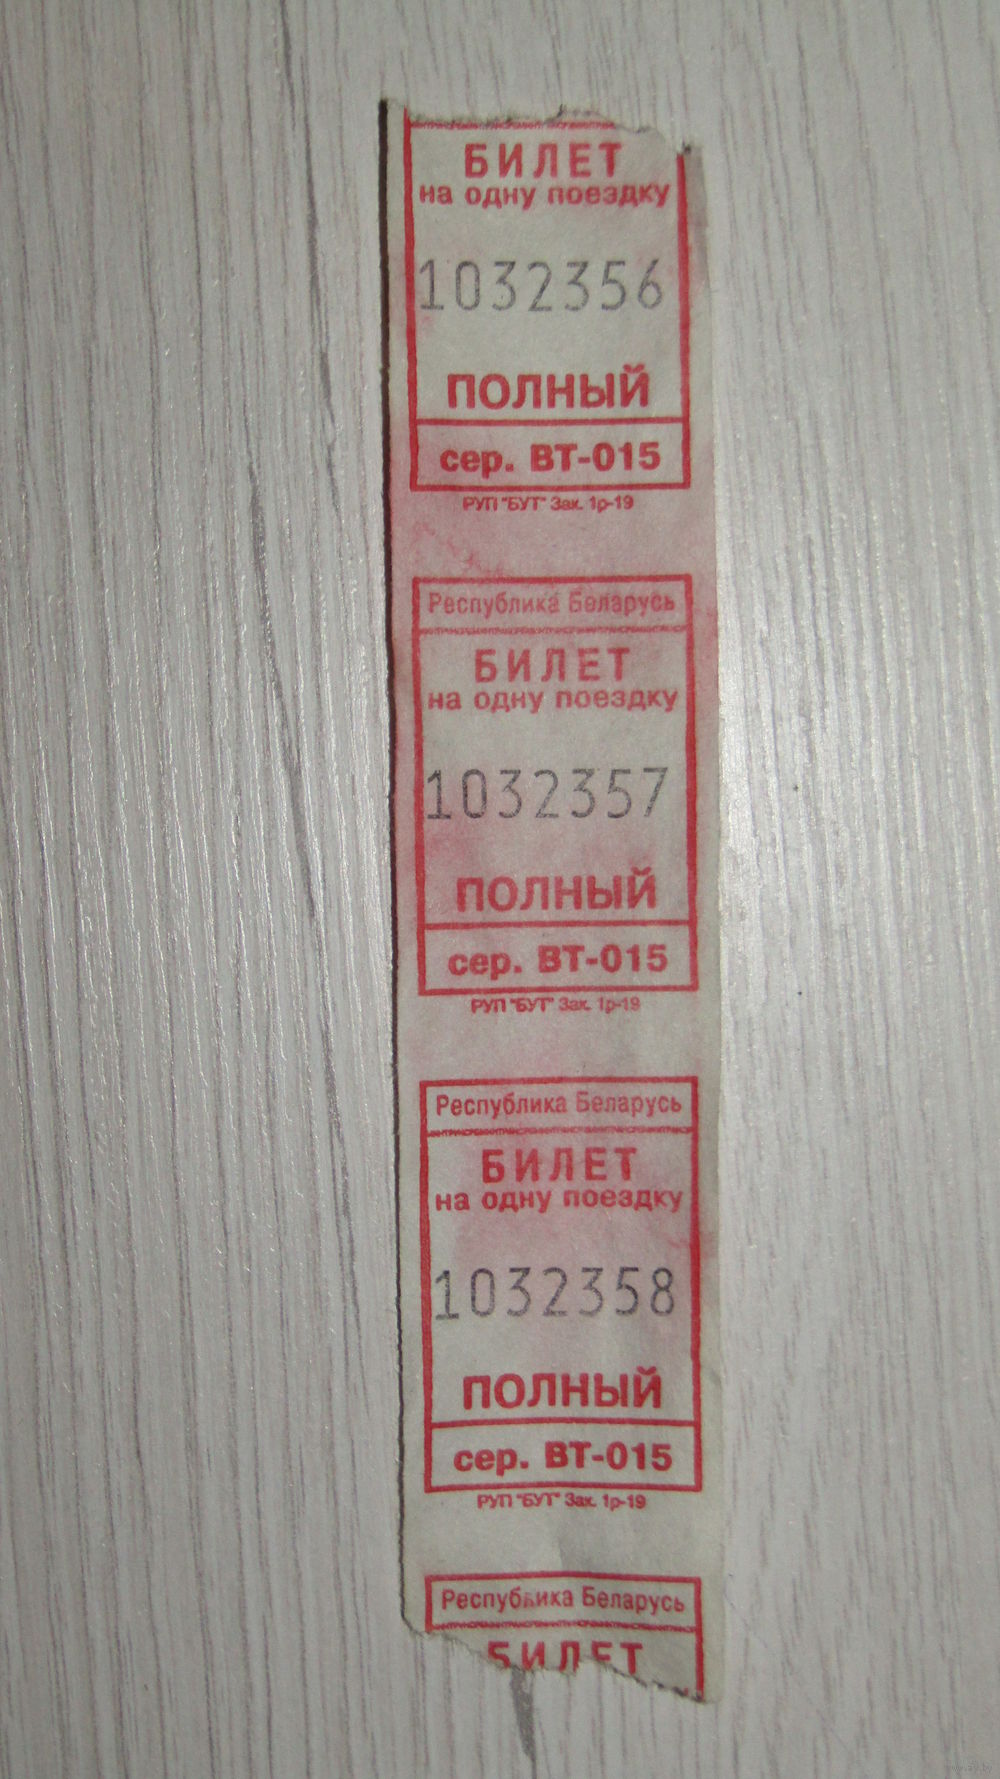 БИЛЕТ
на одну поездку
1032356
ПОЛНЫЙ
сер. ВТ-015
РУП "БУТ" Зак. 1р-19
Республика Беларусь
БИЛЕТ
на одну поездку
1032357
ПОЛНЫЙ
сер. ВТ-015
РУП "БУТ" Зак. 1р-19
Республика Беларусь
БИЛЕТ
на одну поездку
1032358
ПОЛНЫЙ
сер. ВТ-015
РУП "БУТ" Зак. 1р-19
Республика Беларусь
БИЛЕТ